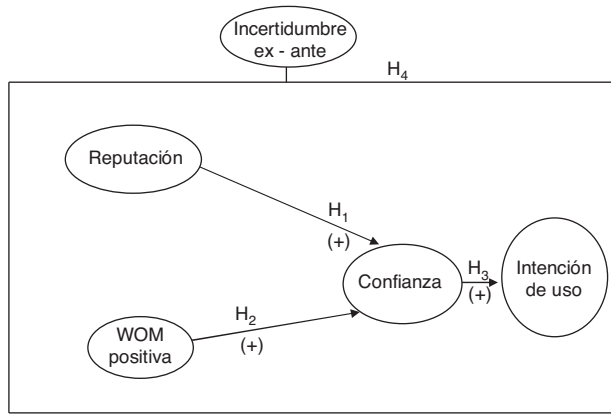 Incertidumbre
ex - ante
H4
Reputación
H1
(+)
Confianza
H3
(+)
Intención
de uso
H2
(+)
WOM
positiva